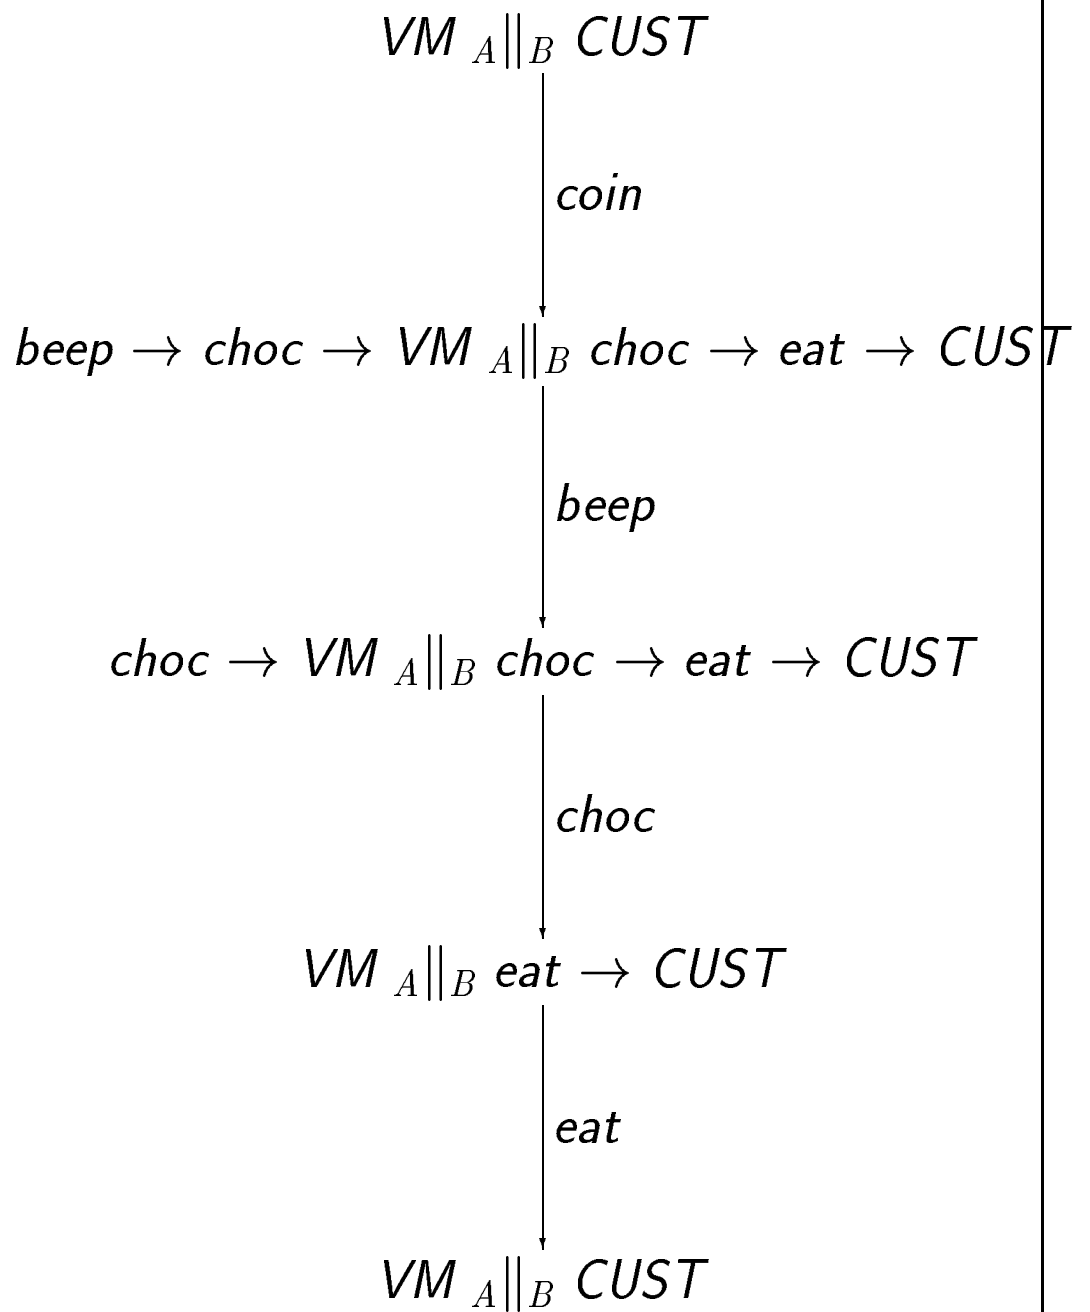 VM A||B CUST
coin
beep → choc → VM A||B choc → eat → CUST
beep
choc → VM A||B choc → eat → CUST
choc
VM A||B eat → CUST
eat
VM A||B CUST